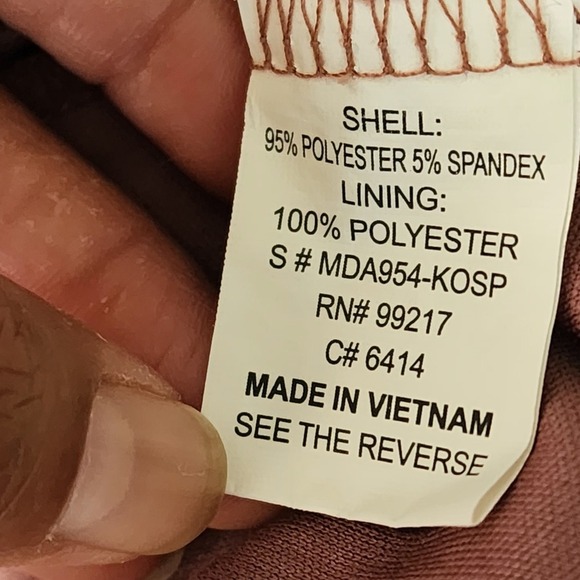 SHELL:
95% POLYESTER 5% SPANDEX
LINING:
100% POLYESTER
S # MDA954-KOSP
RN# 99217
C# 6414
MADE IN VIETNAM
SEE THE REVERSE